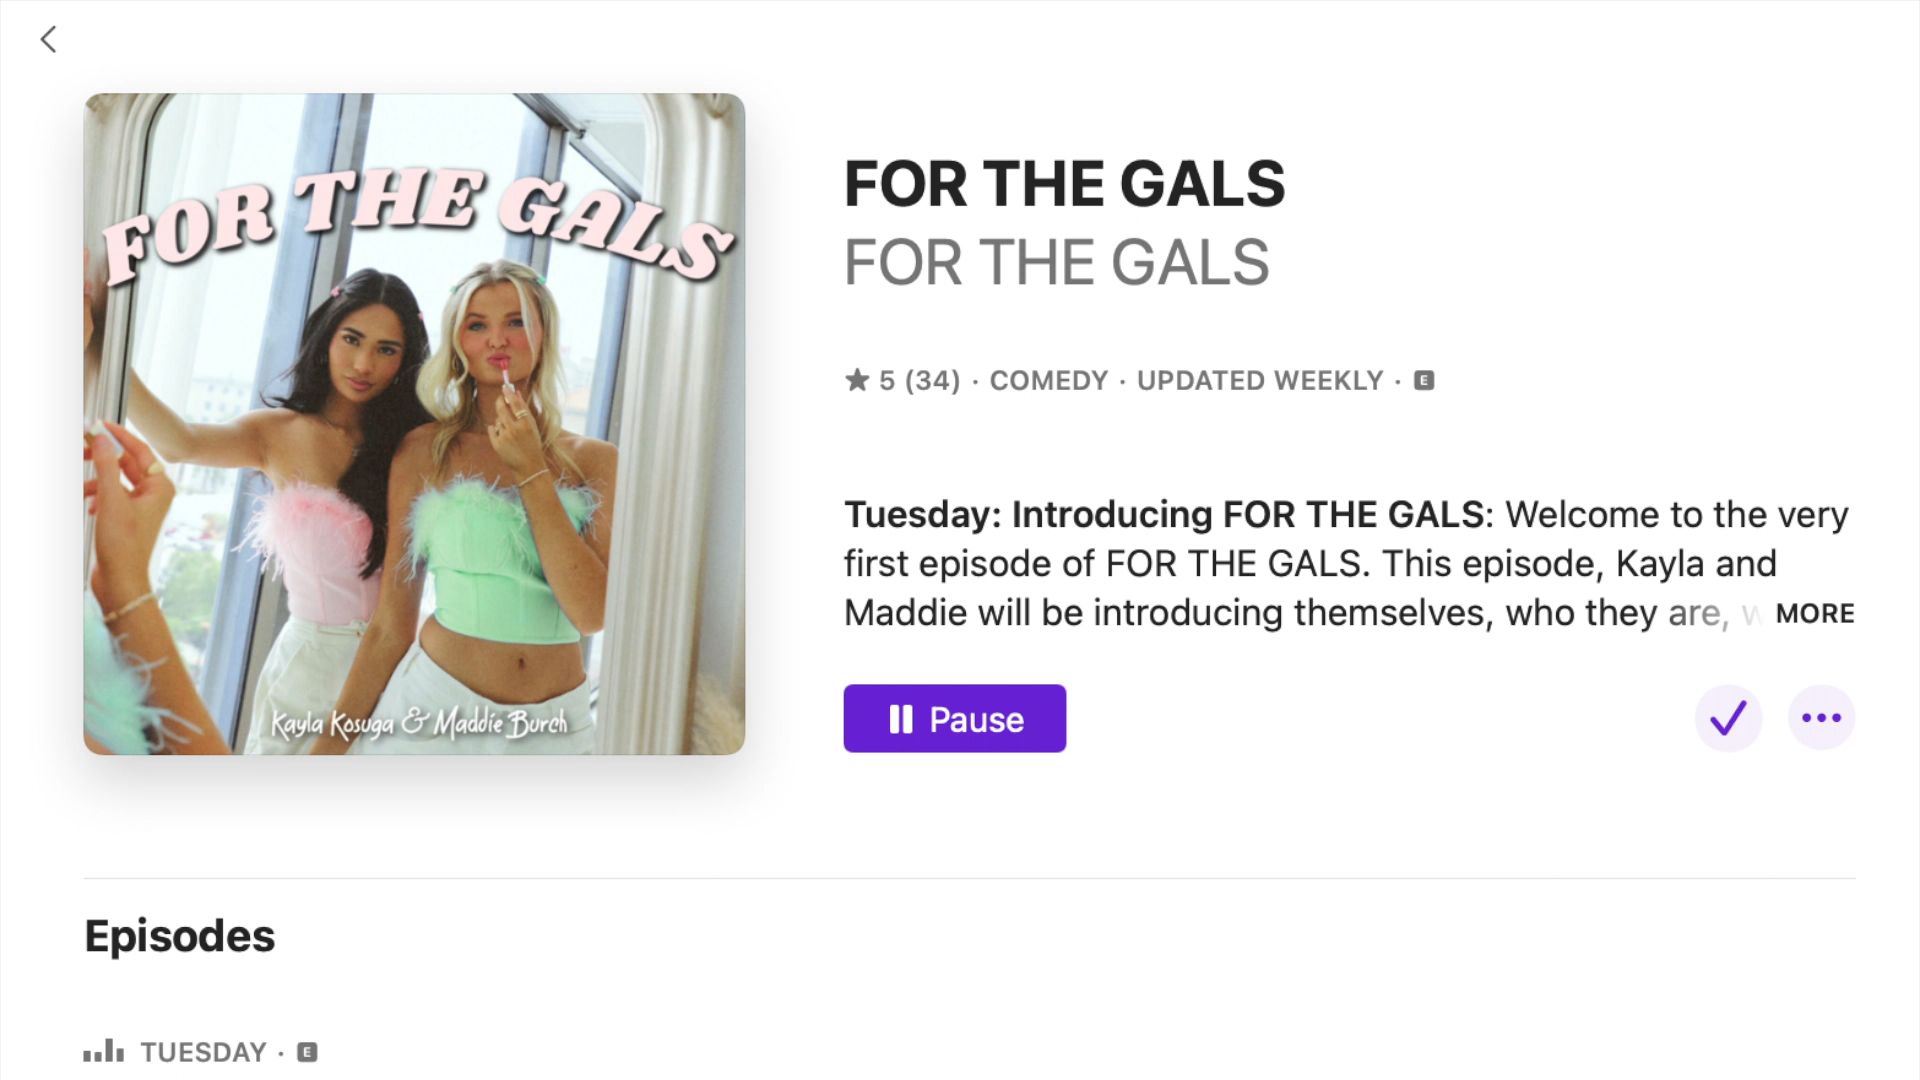 FOR THE GALS
Kayla Kosuga & Maddie Burch
FOR THE GALS
FOR THE GALS
★ 5 (34) · COMEDY · UPDATED WEEKLY · E
Tuesday: Introducing FOR THE GALS: Welcome to the very
first episode of FOR THE GALS. This episode, Kayla and
Maddie will be introducing themselves, who they are, w MORE
Pause
Episodes
TUESDAY · E